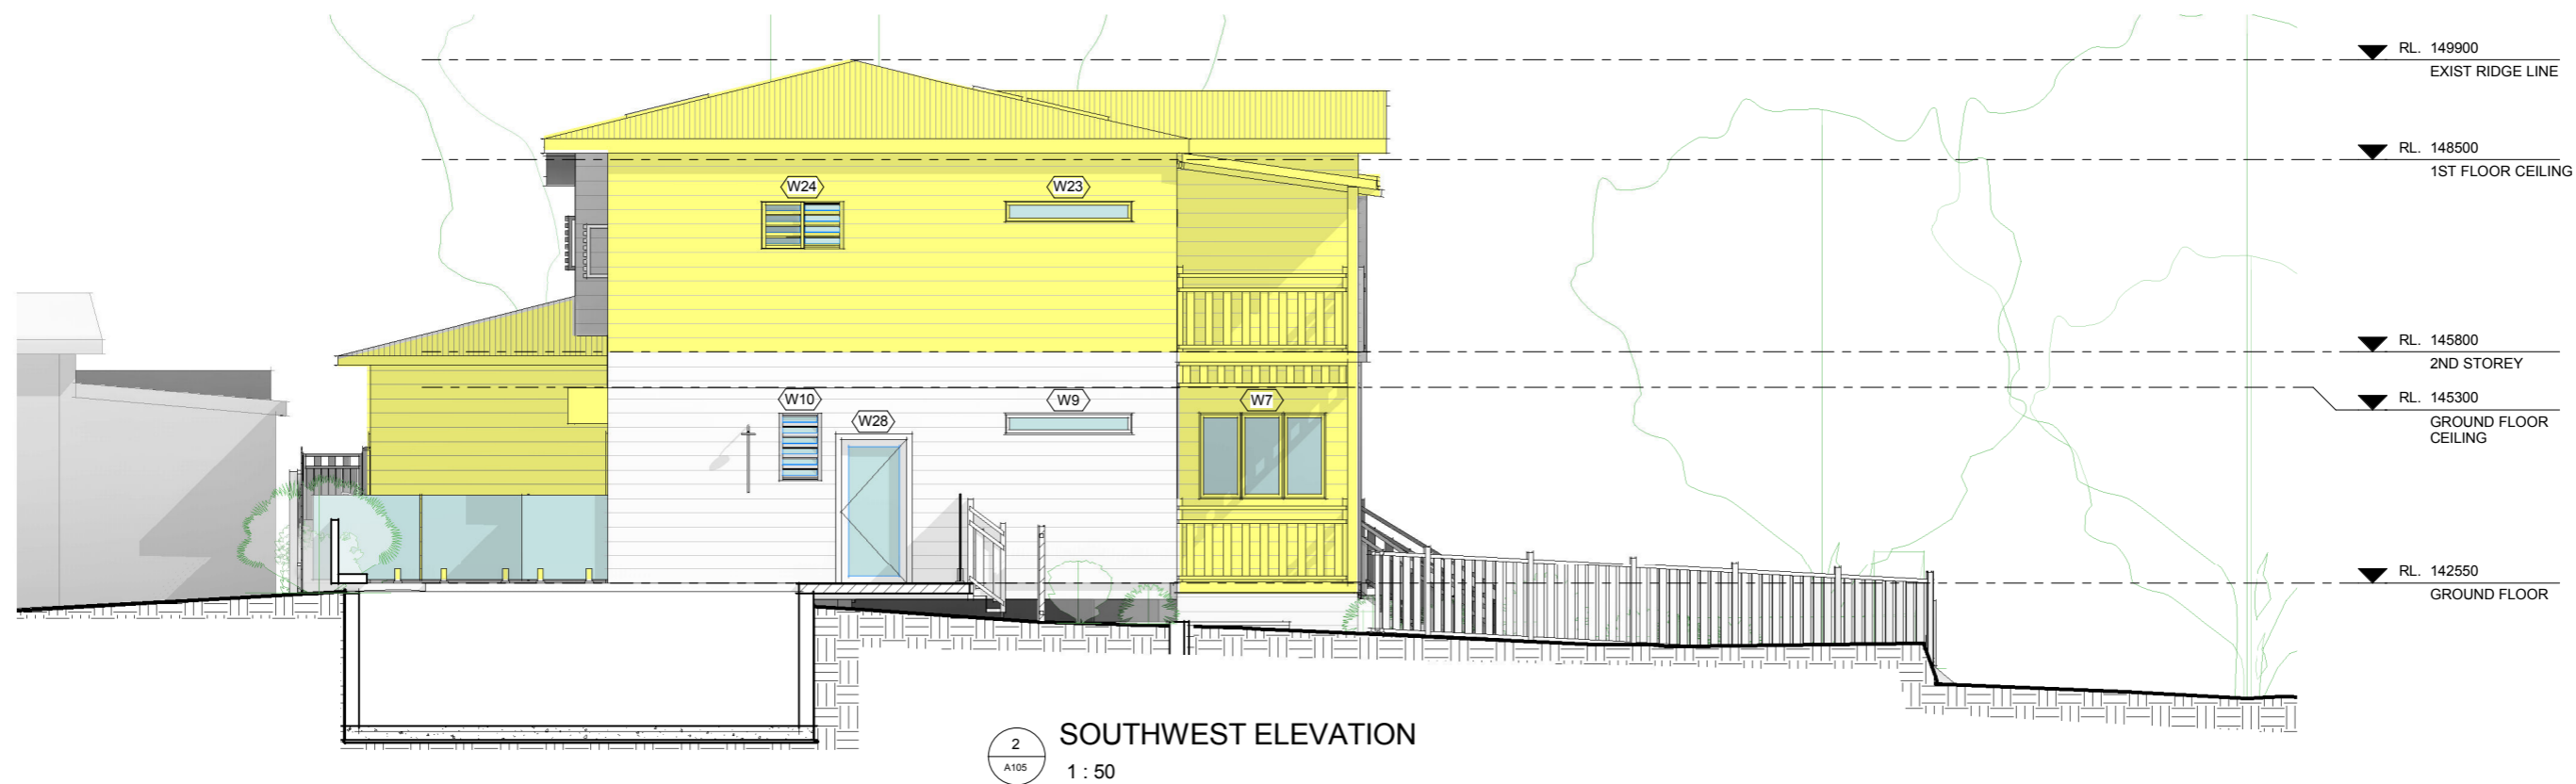 RL. 149900
EXIST RIDGE LINE
RL. 148500
1ST FLOOR CEILING
W24
W23
RL. 145800
2ND STOREY
RL. 145300
GROUND FLOOR
CEILING
W10
W28
W9
W7
RL. 142550
GROUND FLOOR
2
A105
SOUTHWEST ELEVATION
1 : 50